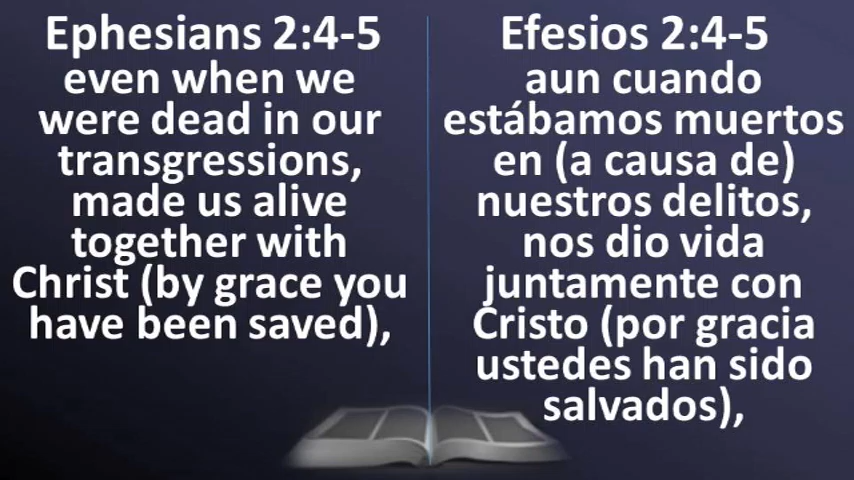 Ephesians 2:4-5
even when we
were dead in our
transgressions,
made us alive
together with
Christ (by grace you
have been saved),
Efesios 2:4-5
aun cuando
estábamos muertos
en (a causa de)
nuestros delitos,
nos dio vida
juntamente con
Cristo (por gracia
ustedes han sido
salvados),